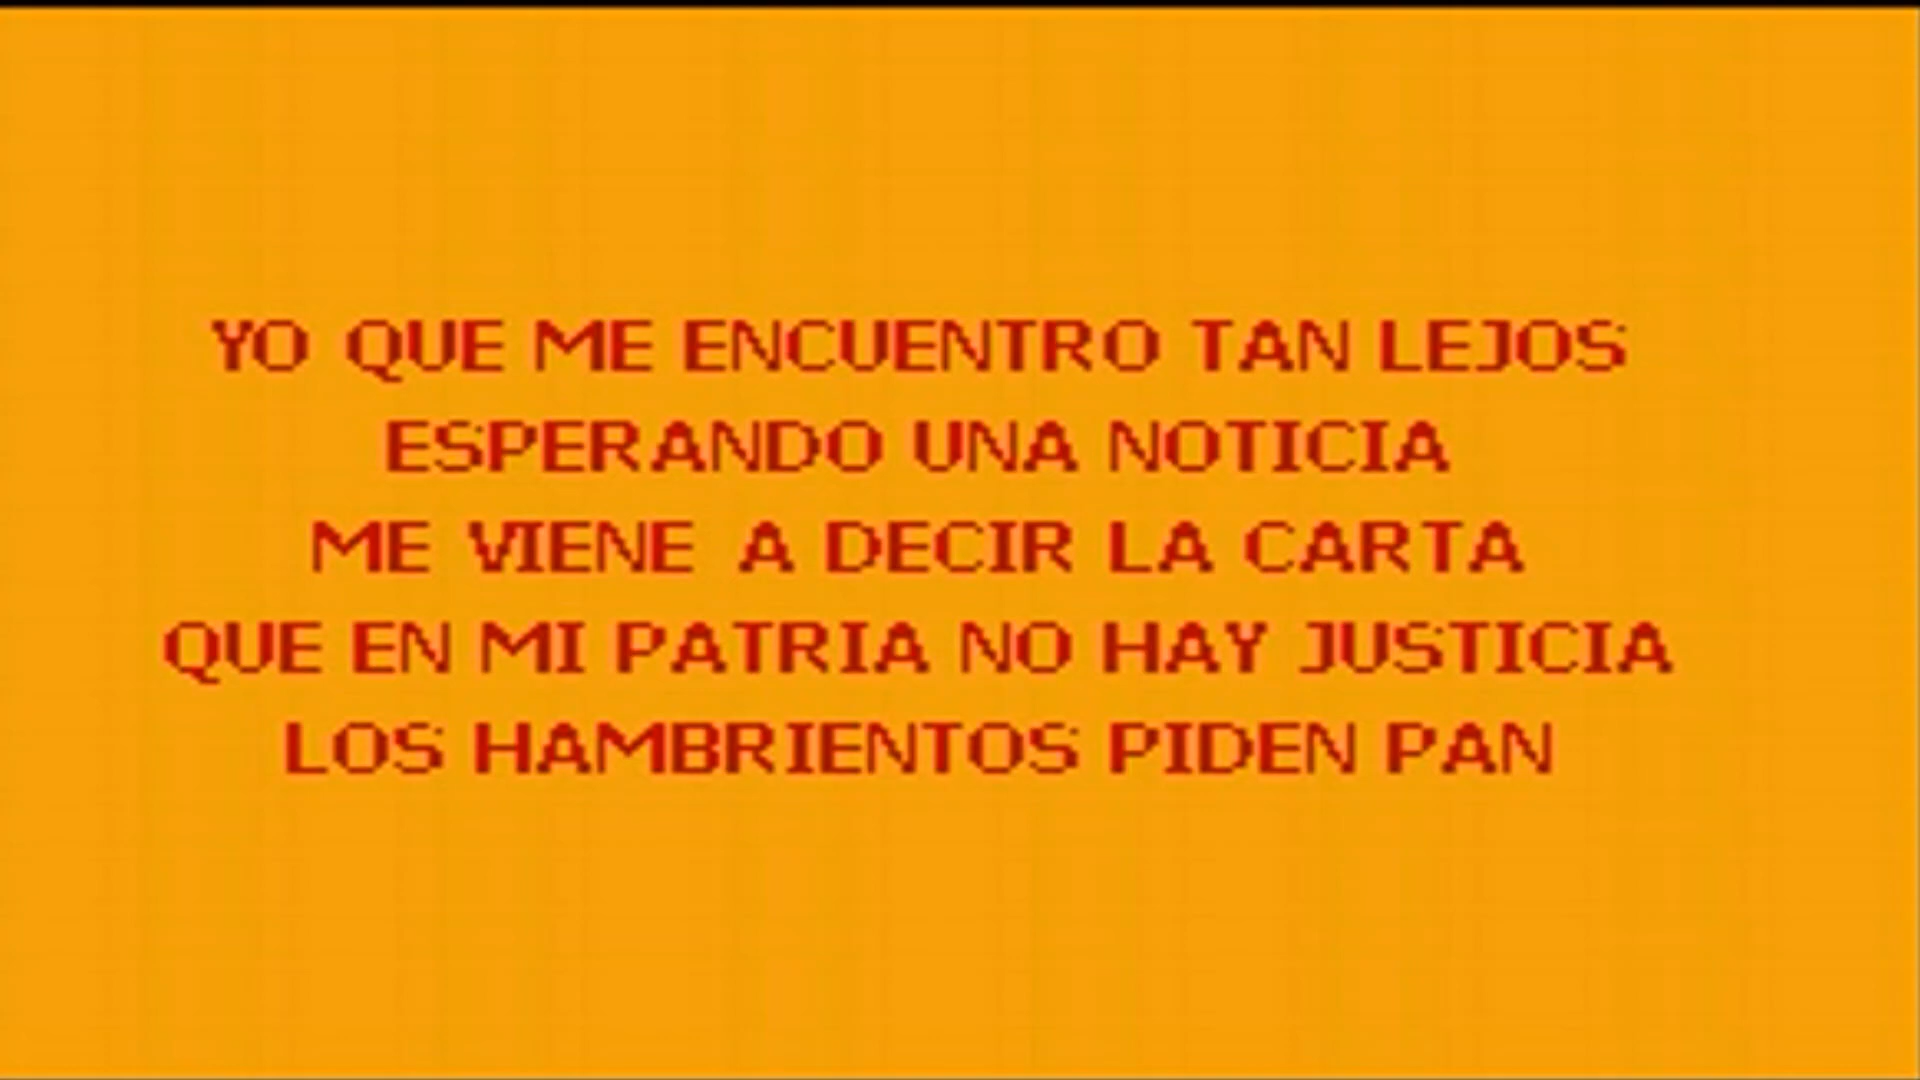 YO QUE ME ENCUENTRO TAN LEJOS
ESPERANDO UNA NOTICIA
ME VIENE A DECIR LA CARTA
QUE EN MI PATRIA NO HAY JUSTICIA
LOS HAMBRIENTOS PIDEN PAN